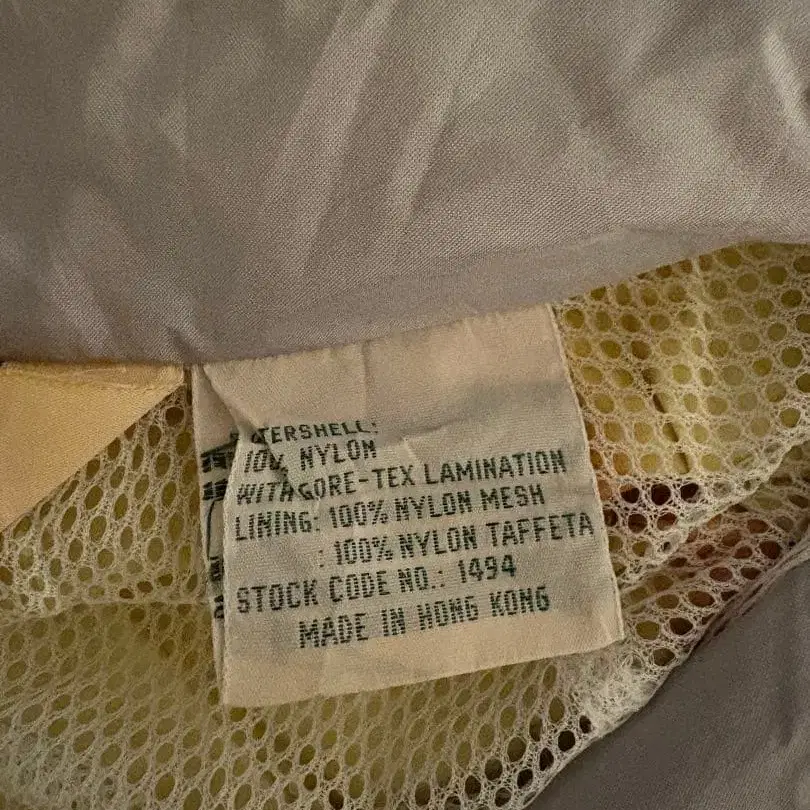 TERSHELL:
NYLON
WITH GORE-TEX LAMINATION
LINING: 100% NYLON MESH
: 100% NYLON TAFFETA
STOCK CODE NO.: 1494
MADE IN HONG KONG